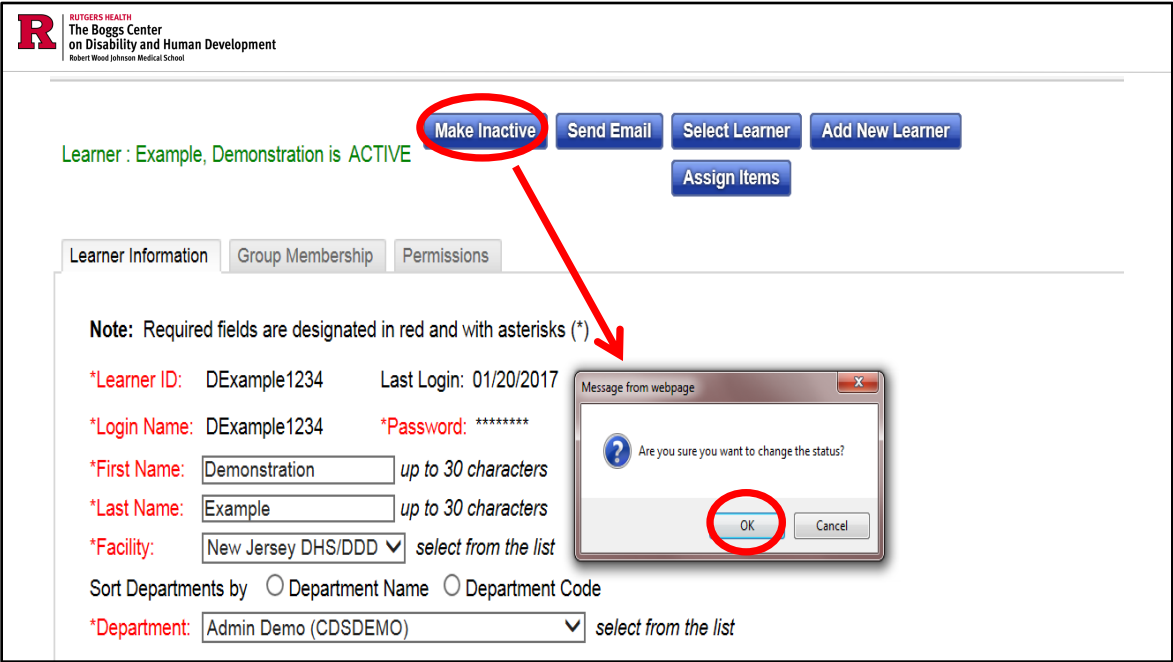 RUTGERS HEALTH
The Boggs Center
on Disability and Human Development
Robert Wood Johnson Medical School
Learner : Example, Demonstration is ACTIVE
Make Inactive Send Email Select Learner Add New Learner
Assign Items
Learner Information Group Membership Permissions
Note: Required fields are designated in red and with asterisks (*)
*Learner ID: DExample1234 Last Login: 01/20/2017
*Login Name: DExample1234 *Password: ********
*First Name: Demonstration up to 30 characters
*Last Name: Example up to 30 characters
*Facility: New Jersey DHS/DDD select from the list
Sort Departments by Department Name Department Code
*Department: Admin Demo (CDSDEMO) select from the list
Message from webpage
Are you sure you want to change the status?
OK Cancel